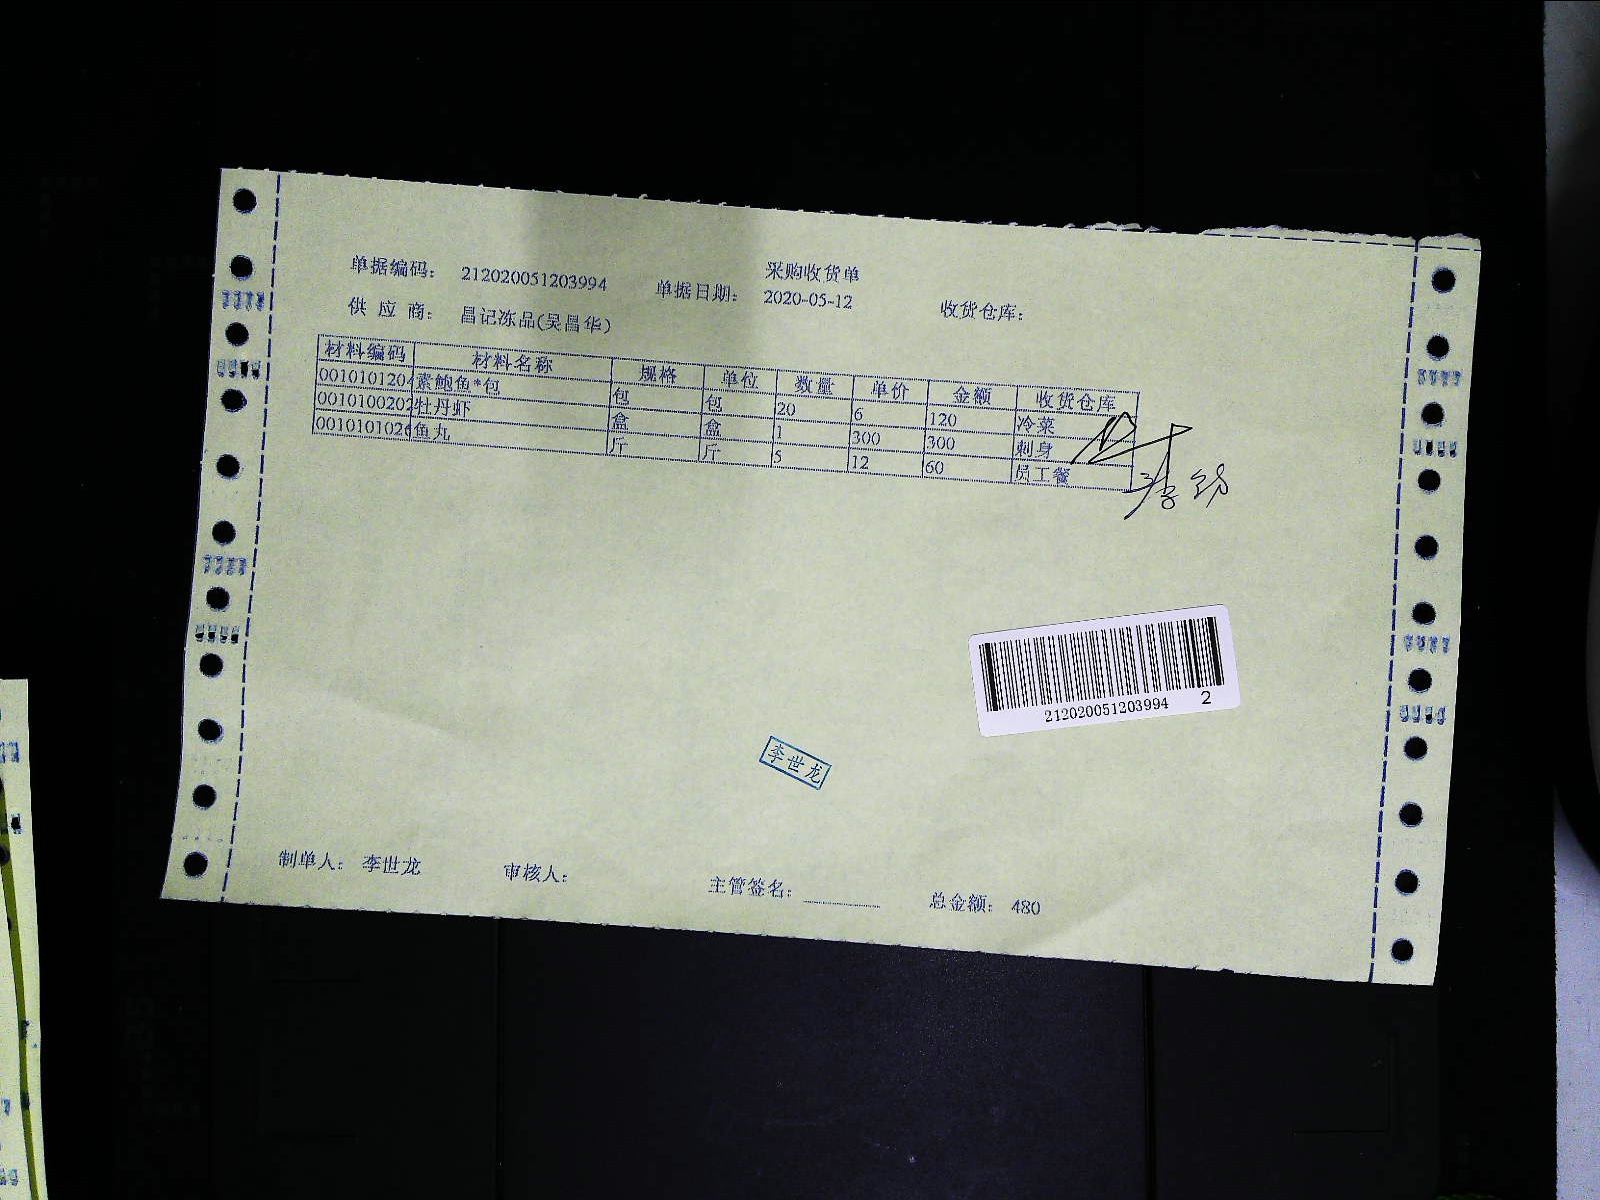 采购收货单
单据编码： 212020051203994 单据日期： 2020-05-12 收货仓库：
供 应 商： 昌记冻品(吴昌华)
材料编码 材料名称 规格 单位 数量 单价 金额 收货仓库
0010101204 素鲍鱼*包 包 包 20 6 120 冷菜
0010100202 牡丹虾 盒 盒 1 300 300 刺身
0010101026 鱼丸 斤 斤 5 12 60 员工餐
212020051203994 2
李世龙
制单人： 李世龙 审核人： 主管签名： 总金额： 480